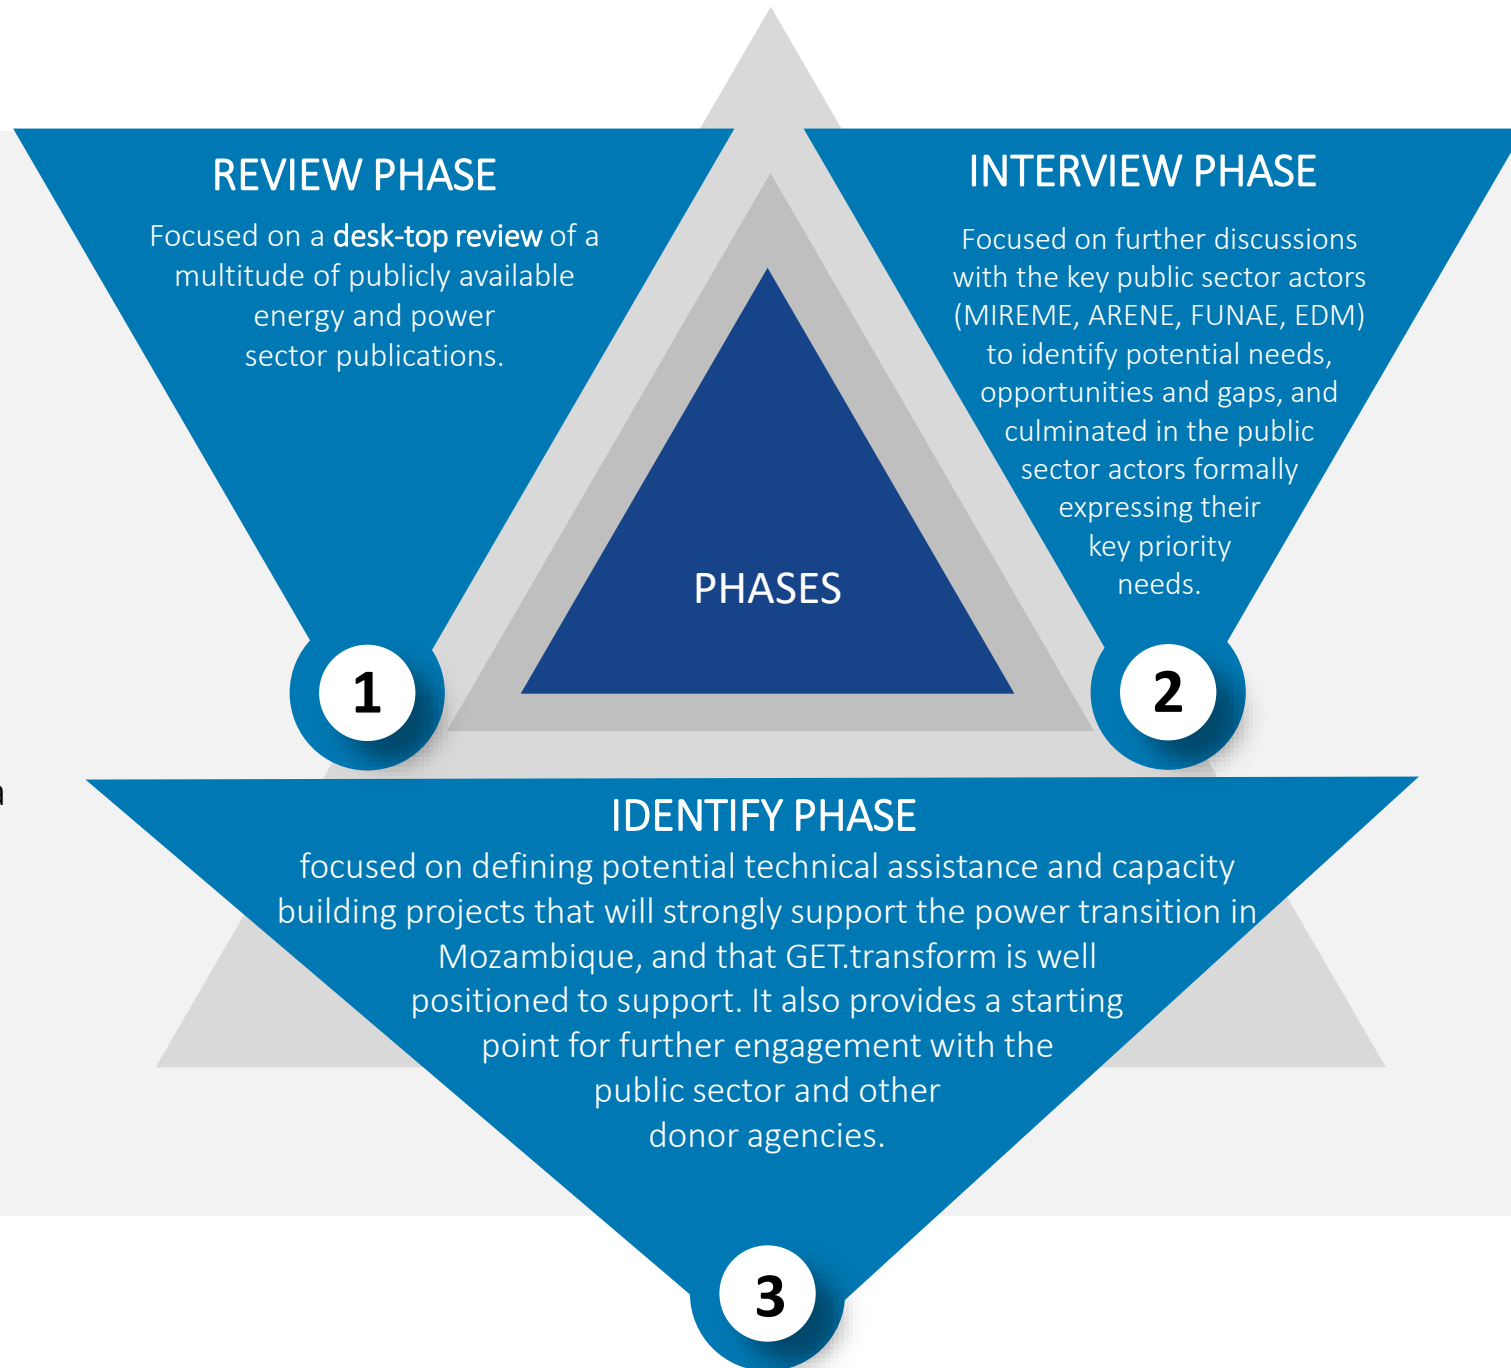 REVIEW PHASE
Focused on a desk-top review of a
multitude of publicly available
energy and power
sector publications.
1
INTERVIEW PHASE
Focused on further discussions
with the key public sector actors
(MIREME, ARENE, FUNAE, EDM)
to identify potential needs,
opportunities and gaps, and
culminated in the public
sector actors formally
expressing their
key priority
needs.
2
PHASES
a
IDENTIFY PHASE
focused on defining potential technical assistance and capacity
building projects that will strongly support the power transition in
Mozambique, and that GET.transform is well
positioned to support. It also provides a starting
point for further engagement with the
public sector and other
donor agencies.
3